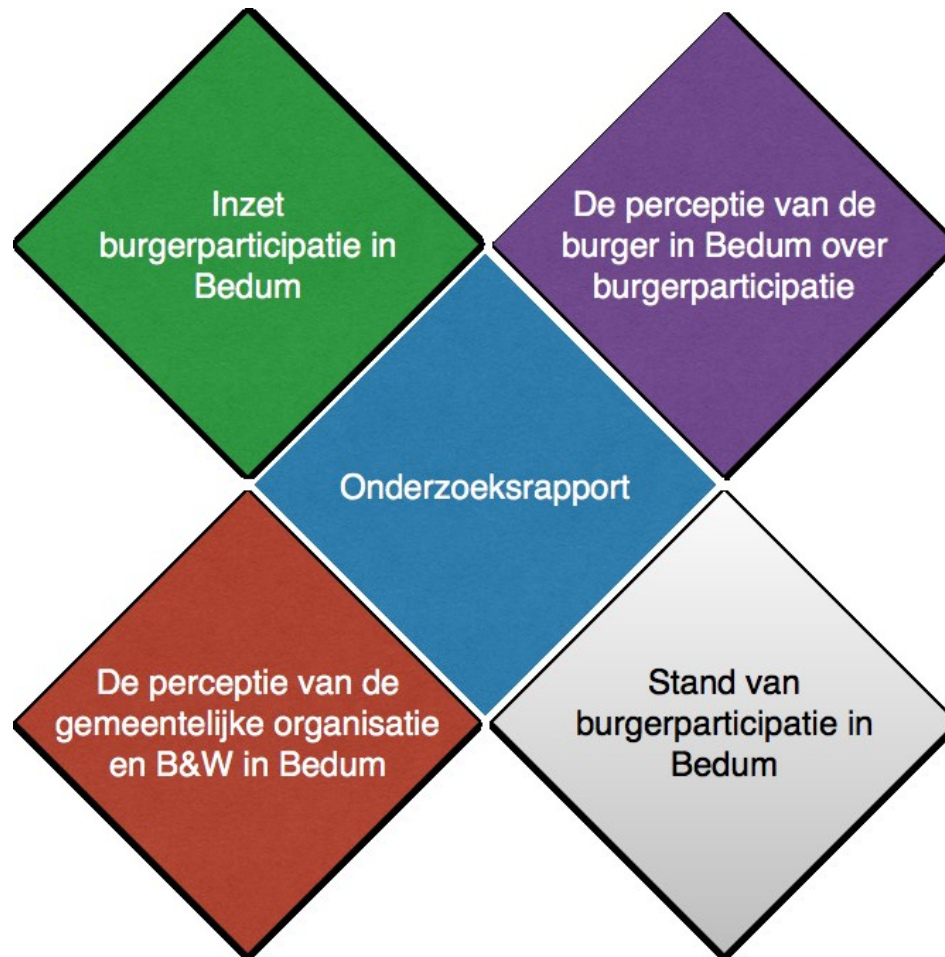 Inzet
burgerparticipatie in
Bedum
De perceptie van de
burger in Bedum over
burgerparticipatie
Onderzoeksrapport
De perceptie van de
gemeentelijke organisatie
en B&W in Bedum
Stand van
burgerparticipatie in
Bedum